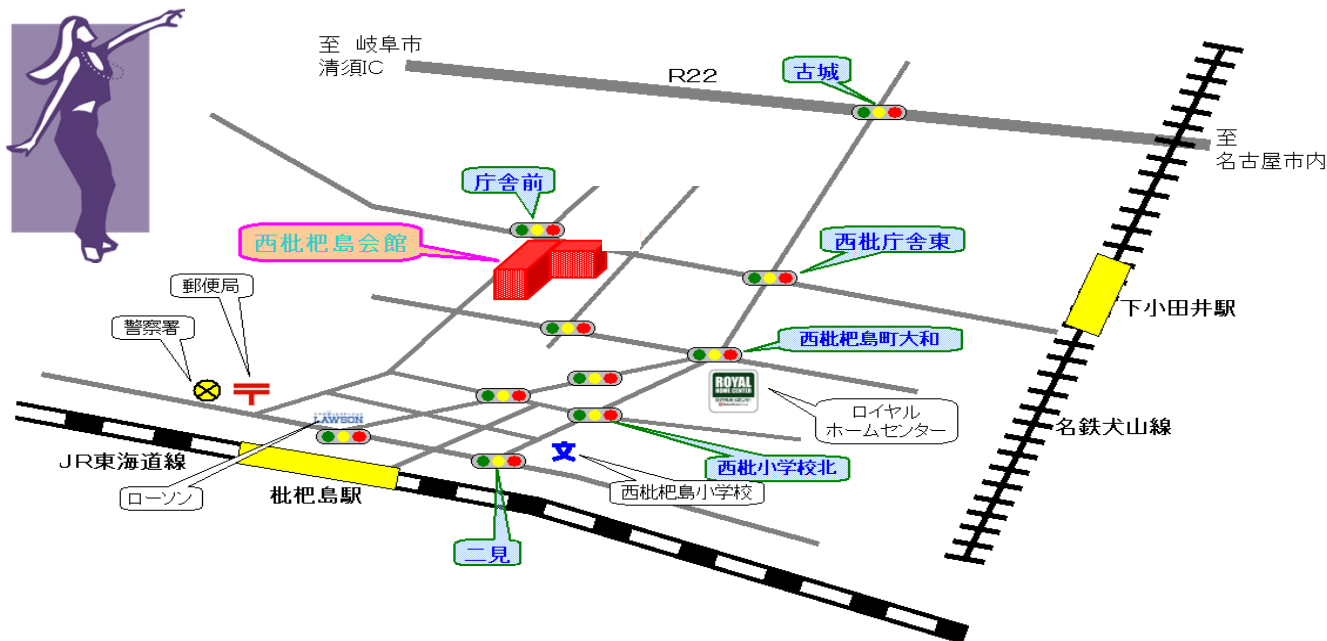 至 岐阜市
清須IC
R22
古城
至
名古屋市内
庁舎前
西枇杷島会館
西枇庁舎東
郵便局
下小田井駅
警察署
西枇杷島町大和
ROYAL
HOME CENTER
ロイヤル
ホームセンター
LAWSON
名鉄犬山線
JR東海道線
西枇小学校北
文
ローソン
枇杷島駅
西枇杷島小学校
二見